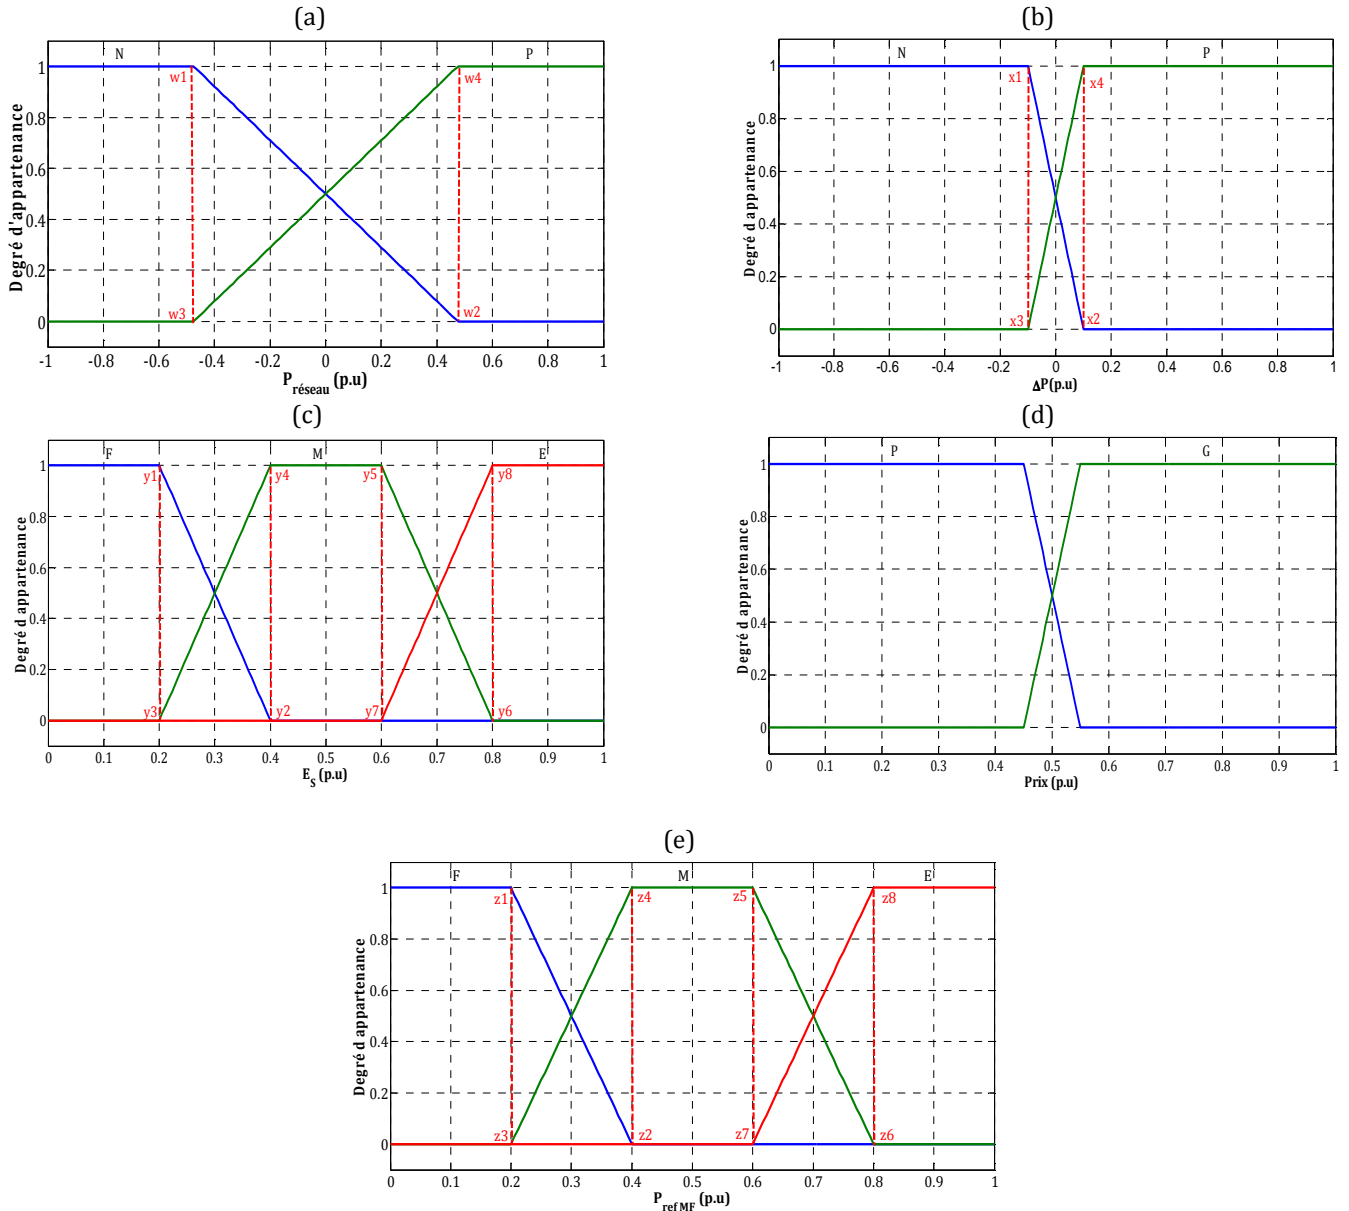 (a)
N P
1
w1 w4
0.8
0.6
0.4
0.2
0
w3 w2
Degré d'appartenance
-1 -0.8 -0.6 -0.4 -0.2 0 0.2 0.4 0.6 0.8 1
P réseau (p.u)
(b)
N P
1
x1 x4
0.8
0.6
0.4
0.2
0
x3 x2
Degré d appartenance
-1 -0.8 -0.6 -0.4 -0.2 0 0.2 0.4 0.6 0.8 1
ΔP(p.u)
(c)
F M E
1
y1 y4 y5 y8
0.8
0.6
0.4
0.2
0
y3 y2 y7 y6
Degré d appartenance
0 0.1 0.2 0.3 0.4 0.5 0.6 0.7 0.8 0.9 1
E S (p.u)
(d)
P G
1
0.8
0.6
0.4
0.2
0
Degré d appartenance
0 0.1 0.2 0.3 0.4 0.5 0.6 0.7 0.8 0.9 1
Prix (p.u)
(e)
F M E
1
z1 z4 z5 z8
0.8
0.6
0.4
0.2
0
z3 z2 z7 z6
Degré d appartenance
0 0.1 0.2 0.3 0.4 0.5 0.6 0.7 0.8 0.9 1
P ref MF (p.u)